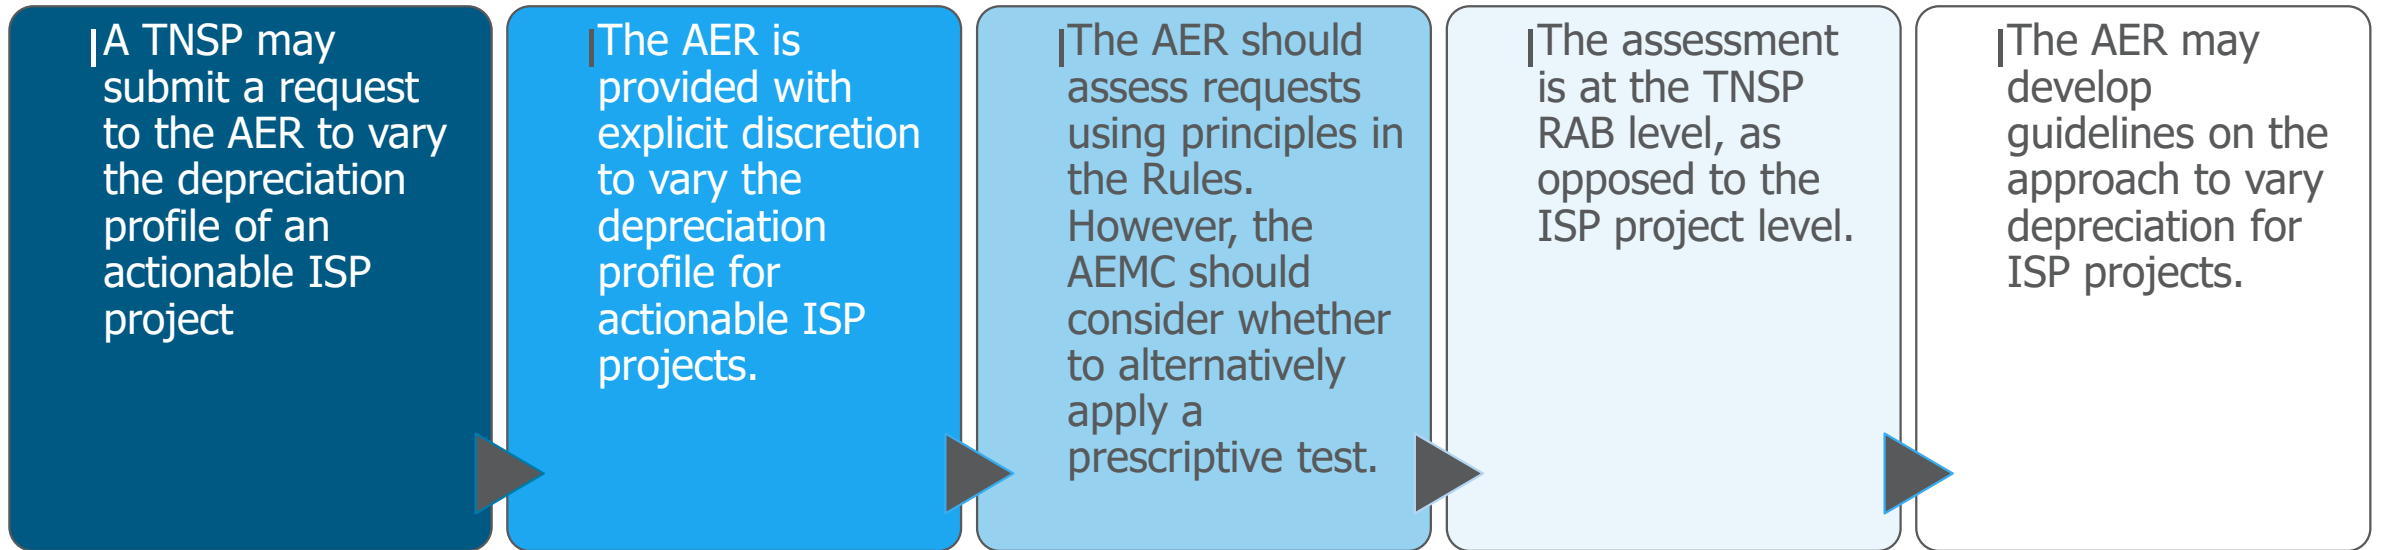 A TNSP may
submit a request
to the AER to vary
the depreciation
profile of an
actionable ISP
project
The AER is
provided with
explicit discretion
to vary the
depreciation
profile for
actionable ISP
projects.
The AER should
assess requests
using principles in
the Rules.
However, the
AEMC should
consider whether
to alternatively
apply a
prescriptive test.
The assessment
is at the TNSP
RAB level, as
opposed to the
ISP project level.
The AER may
develop
guidelines on the
approach to vary
depreciation for
ISP projects.